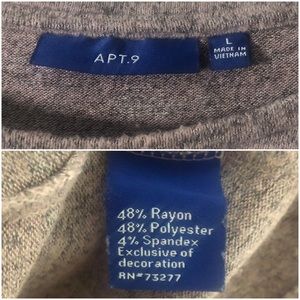 APT.9
L
MADE IN
VIETNAM
48% Rayon
48% Polyester
4% Spandex
Exclusive of
decoration
RN#73277